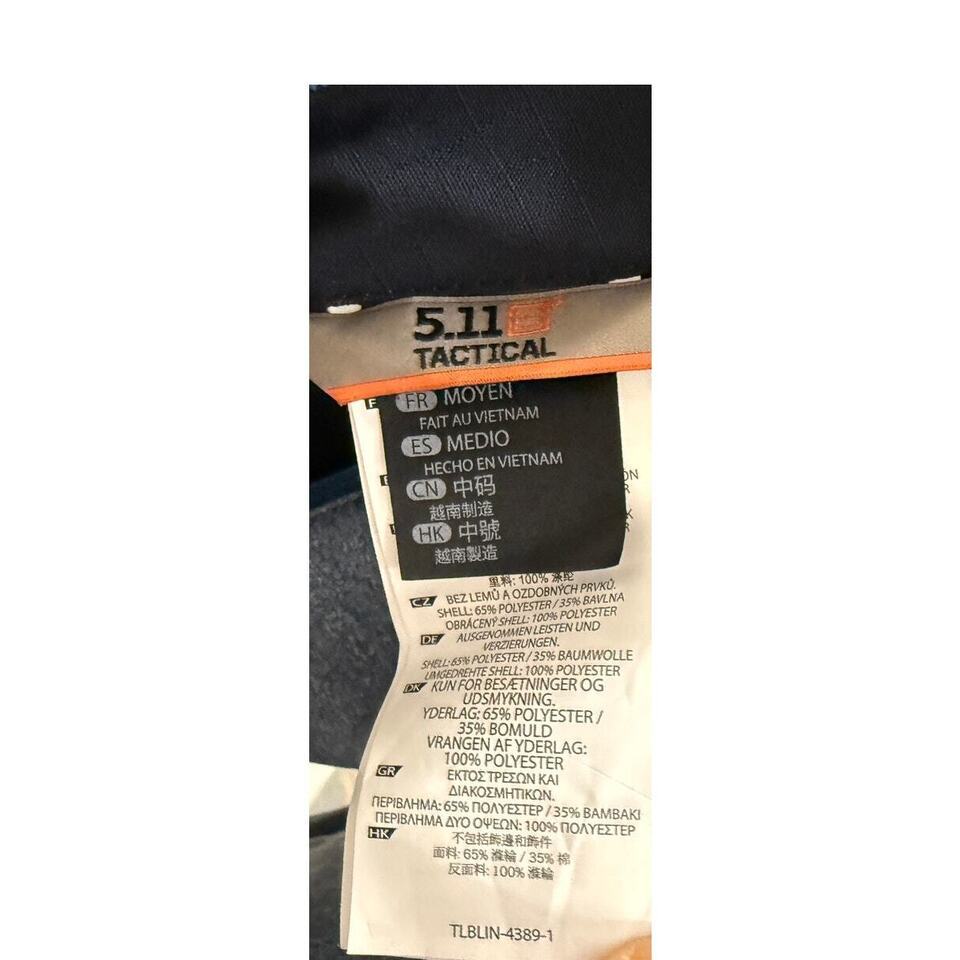 5.11
TACTICAL
FR MOYEN
FAIT AU VIETNAM
ES MEDIO
HECHO EN VIETNAM
CN 中码
越南制造
HK 中號
越南製造
里料: 100% 涤纶
CZ BEZ LEMŮ A OZDOBNÝCH PRVKŮ.
SHELL: 65% POLYESTER / 35% BAVLNA
OBRÁCENÝ SHELL: 100% POLYESTER
DE AUSGENOMMEN LEISTEN UND
VERZIERUNGEN.
SHELL: 65% POLYESTER / 35% BAUMWOLLE
UMGEDREHTE SHELL: 100% POLYESTER
DK KUN FOR BESÆTNINGER OG
UDSMYKNING.
YDERLAG: 65% POLYESTER /
35% BOMULD
VRANGEN AF YDERLAG:
100% POLYESTER
GR ΕΚΤΟΣ ΤΡΕΣΩΝ ΚΑΙ
ΔΙΑΚΟΣΜΗΤΙΚΩΝ.
ΠΕΡΙΒΛΗΜΑ: 65% ΠΟΛΥΕΣΤΕΡ / 35% ΒΑΜΒΑΚΙ
ΠΕΡΙΒΛΗΜΑ ΔΥΟ ΟΨΕΩΝ: 100% ΠΟΛΥΕΣΤΕΡ
HK 不包括飾邊和飾件
面料: 65% 滌綸 / 35% 棉
反面料: 100% 滌綸
TLBLIN-4389-1